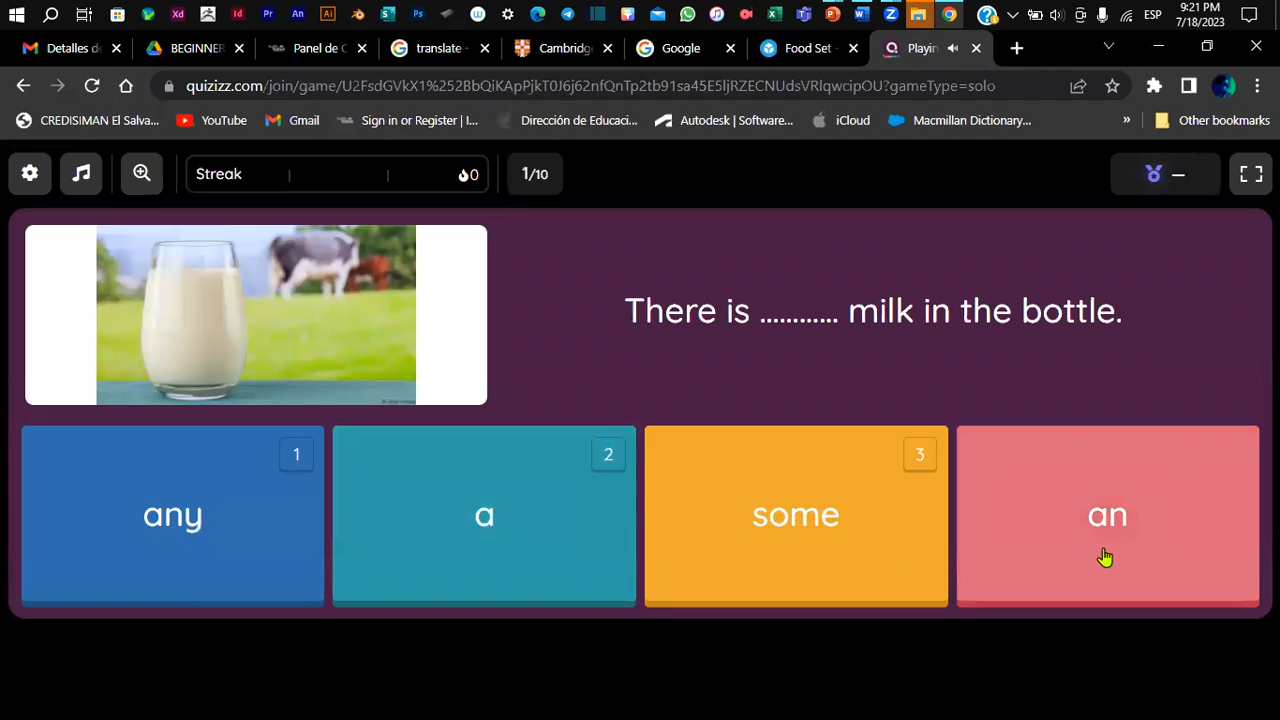 9:21 PM
ESP
7/18/2023
Detalles de
BEGINNER
Panel de C
translate -
Cambridg
Google
Food Set -
Playin
quizizz.com/join/game/U2FsdGVkX1%252BbQiKApPjkT0J6j62nfQnTp2tb91sa45E5ljRZECNUdsVRlqwcipOU?gameType=solo
CREDISIMAN El Salva...
YouTube
Gmail
Sign in or Register | I...
Dirección de Educaci...
Autodesk | Software...
iCloud
Macmillan Dictionary...
»
Other bookmarks
Streak
0
1/10
There is ............ milk in the bottle.
1
any
2
a
3
some
an